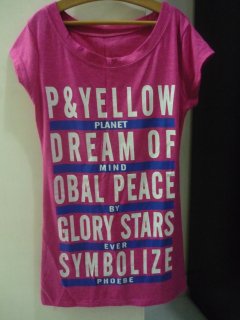 P&YELLOW
PLANET
DREAM OF
MIND
OBAL PEACE
BY
GLORY STARS
EVER
SYMBOLIZE
PHOEBE